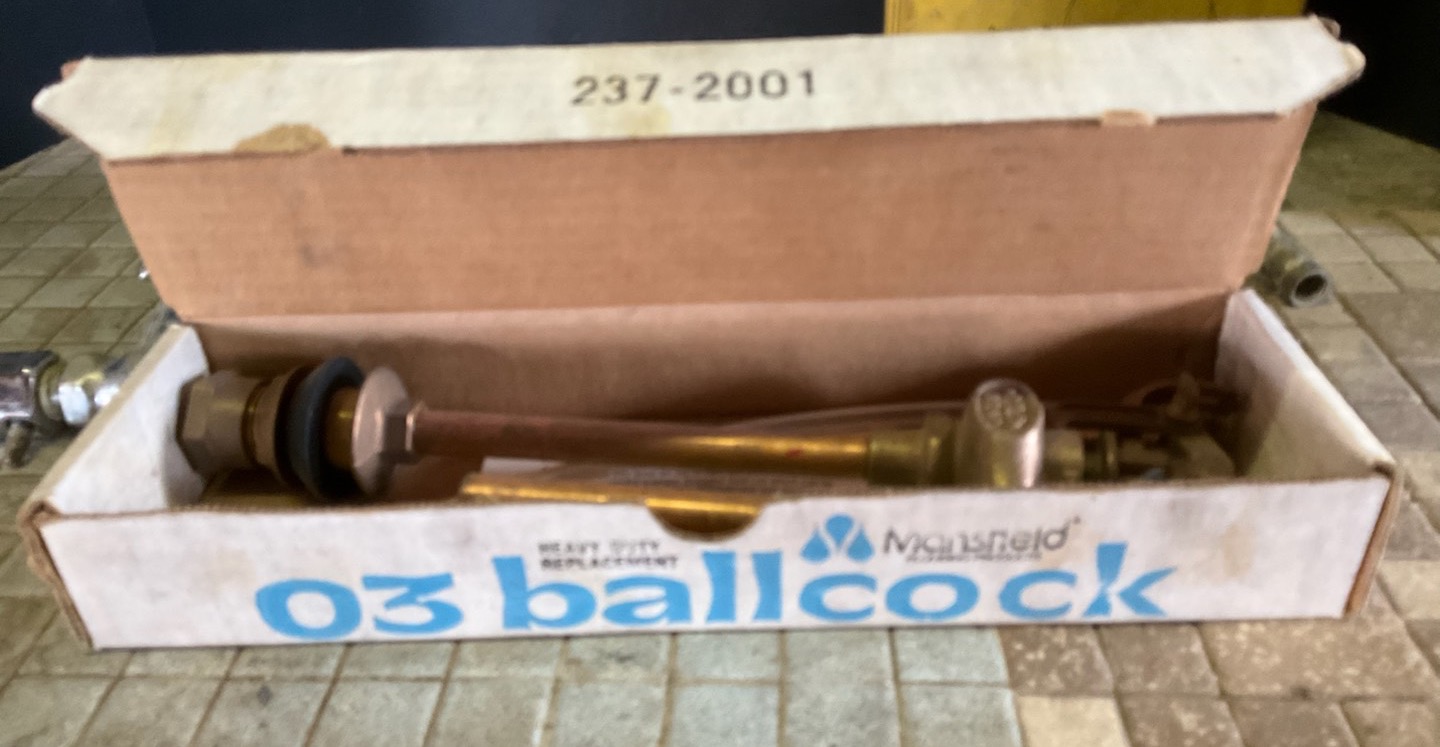 237-2001
HEAVY DUTY
REPLACEMENT
Mansfield
03 ballcock